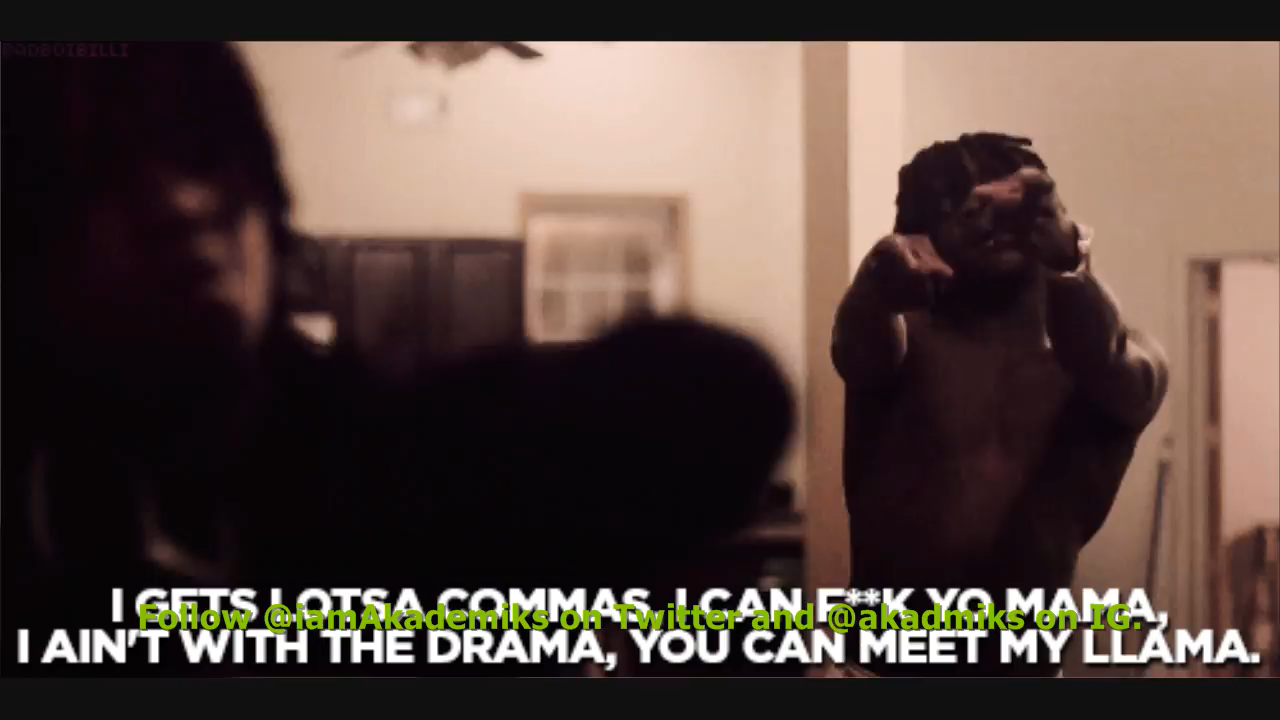 BADBOIBILLI
I GETS LOTSA COMMAS, I CAN F**K YO MAMA,
Follow @iamAkademiks on Twitter and @akadmiks on IG.
I AIN'T WITH THE DRAMA, YOU CAN MEET MY LLAMA.